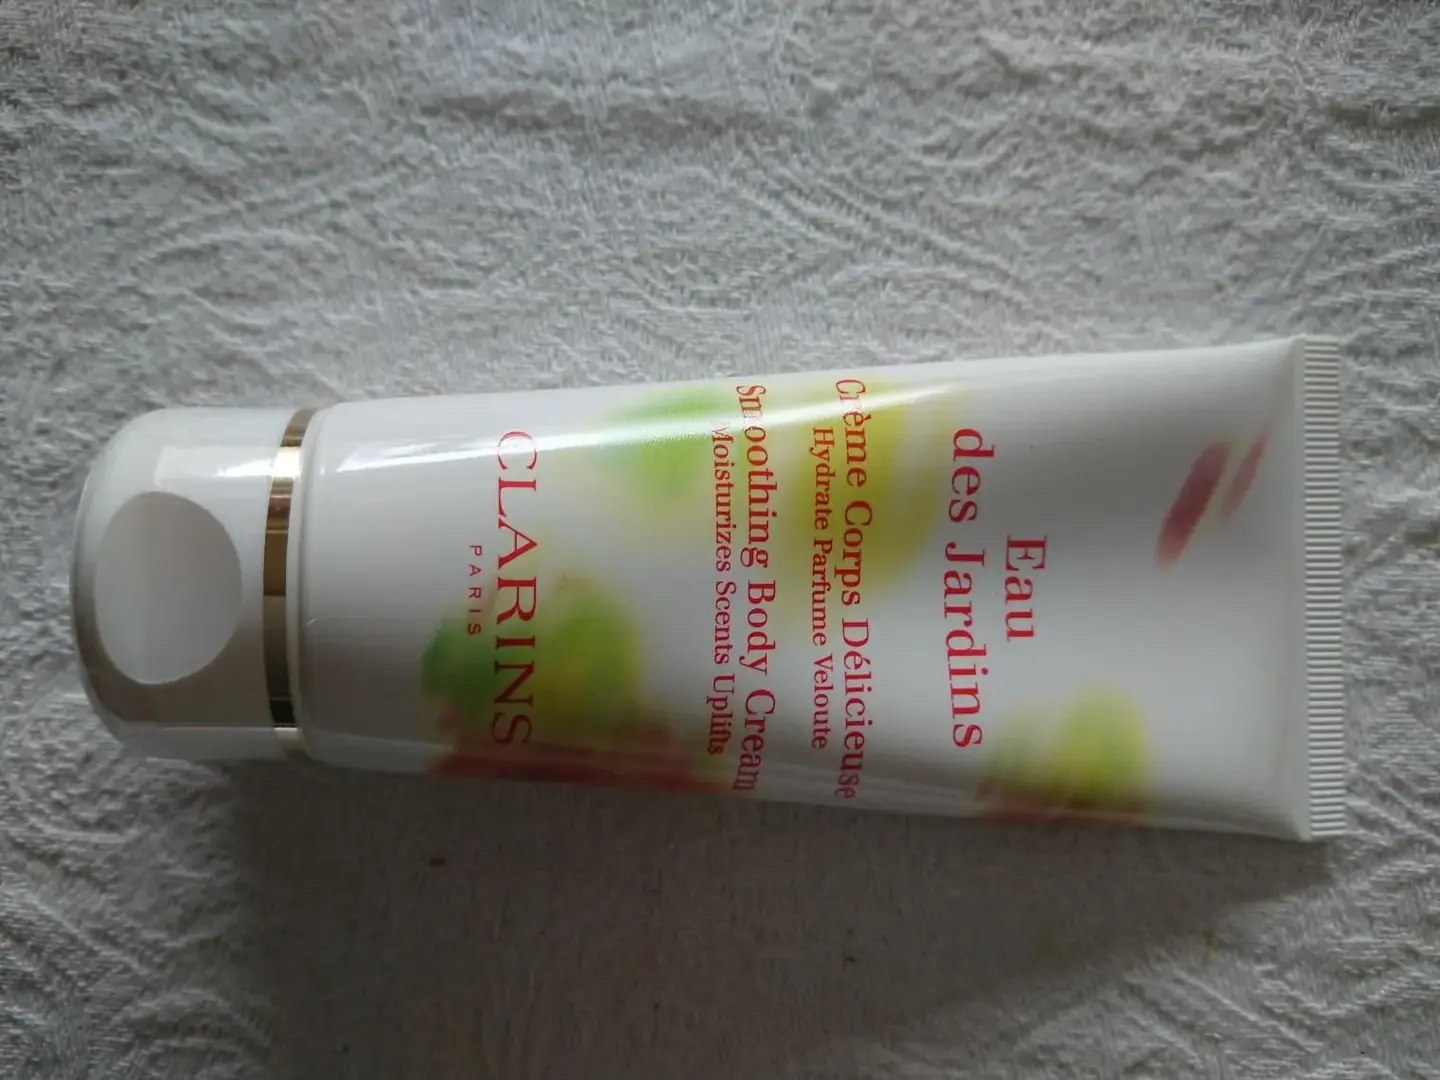 Eau
des Jardins
Crème Corps Délicieuse
Hydrate Parfume Veloute
Smoothing Body Cream
Moisturizes Scents Uplifts
CLARINS
PARIS